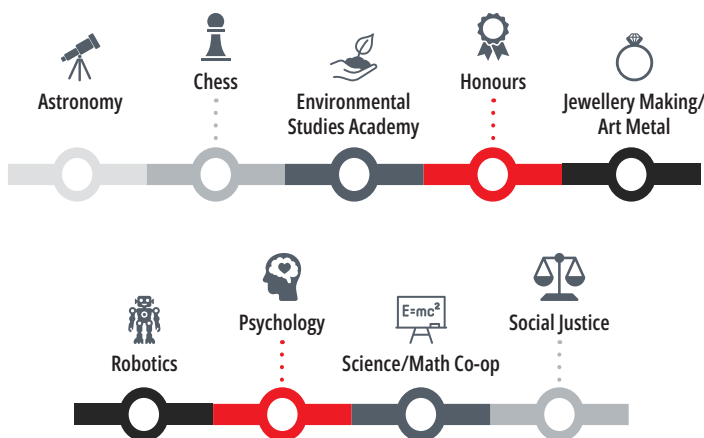 Astronomy
Chess
Environmental
Studies Academy
Honours
Jewellery Making/
Art Metal
Robotics
Psychology
E=mc²
Science/Math Co-op
Social Justice